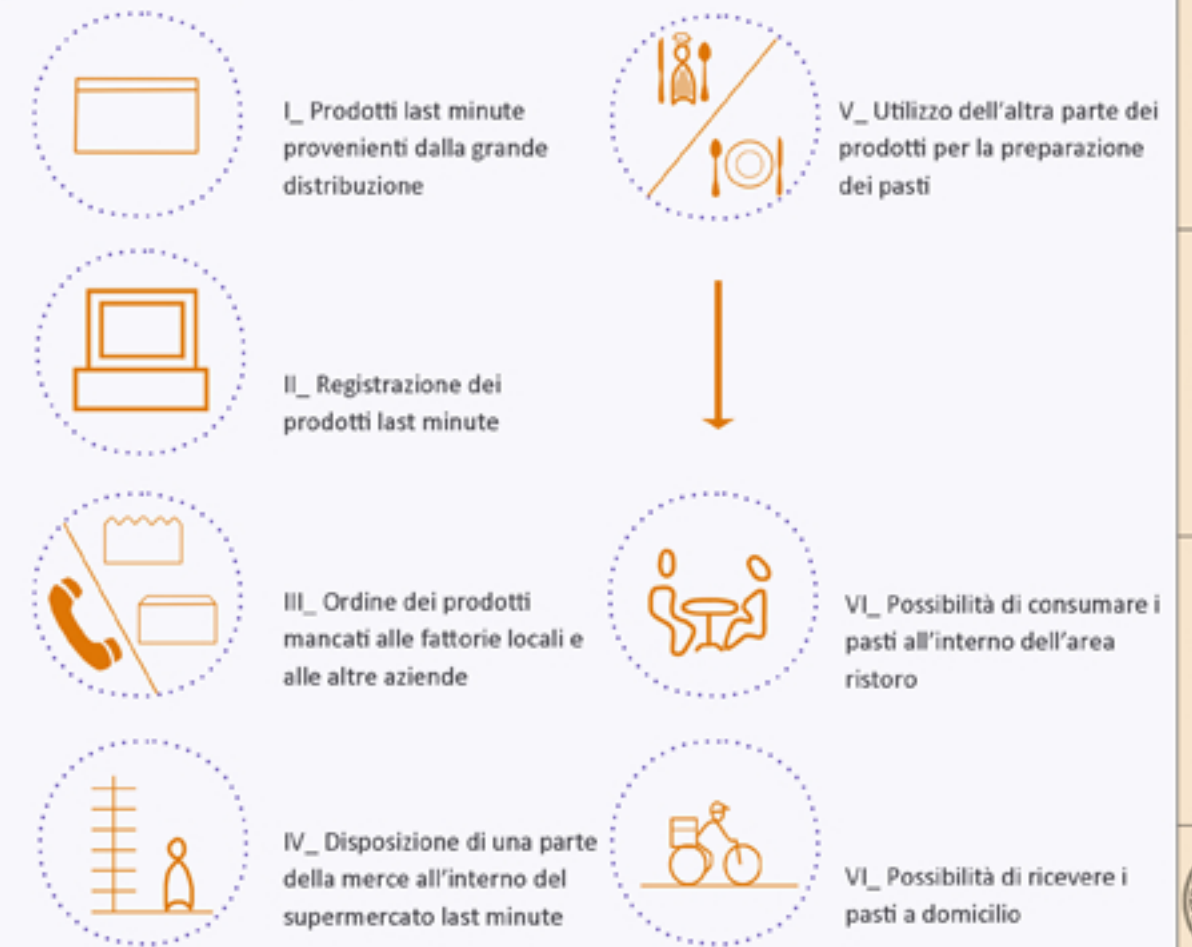 I_ Prodotti last minute
provenienti dalla grande
distribuzione
II_ Registrazione dei
prodotti last minute
III_ Ordine dei prodotti
mancati alle fattorie locali e
alle altre aziende
IV_ Disposizione di una parte
della merce all'interno del
supermercato last minute
V_ Utilizzo dell'altra parte dei
prodotti per la preparazione
dei pasti
VI_ Possibilità di consumare i
pasti all'interno dell'area
ristoro
VI_ Possibilità di ricevere i
pasti a domicilio